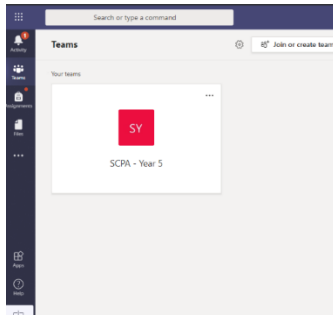 Search or type a command
Activity
Teams
Assignments
Files
Apps
Help
Teams
Join or create team
Your teams
SY
SCPA - Year 5